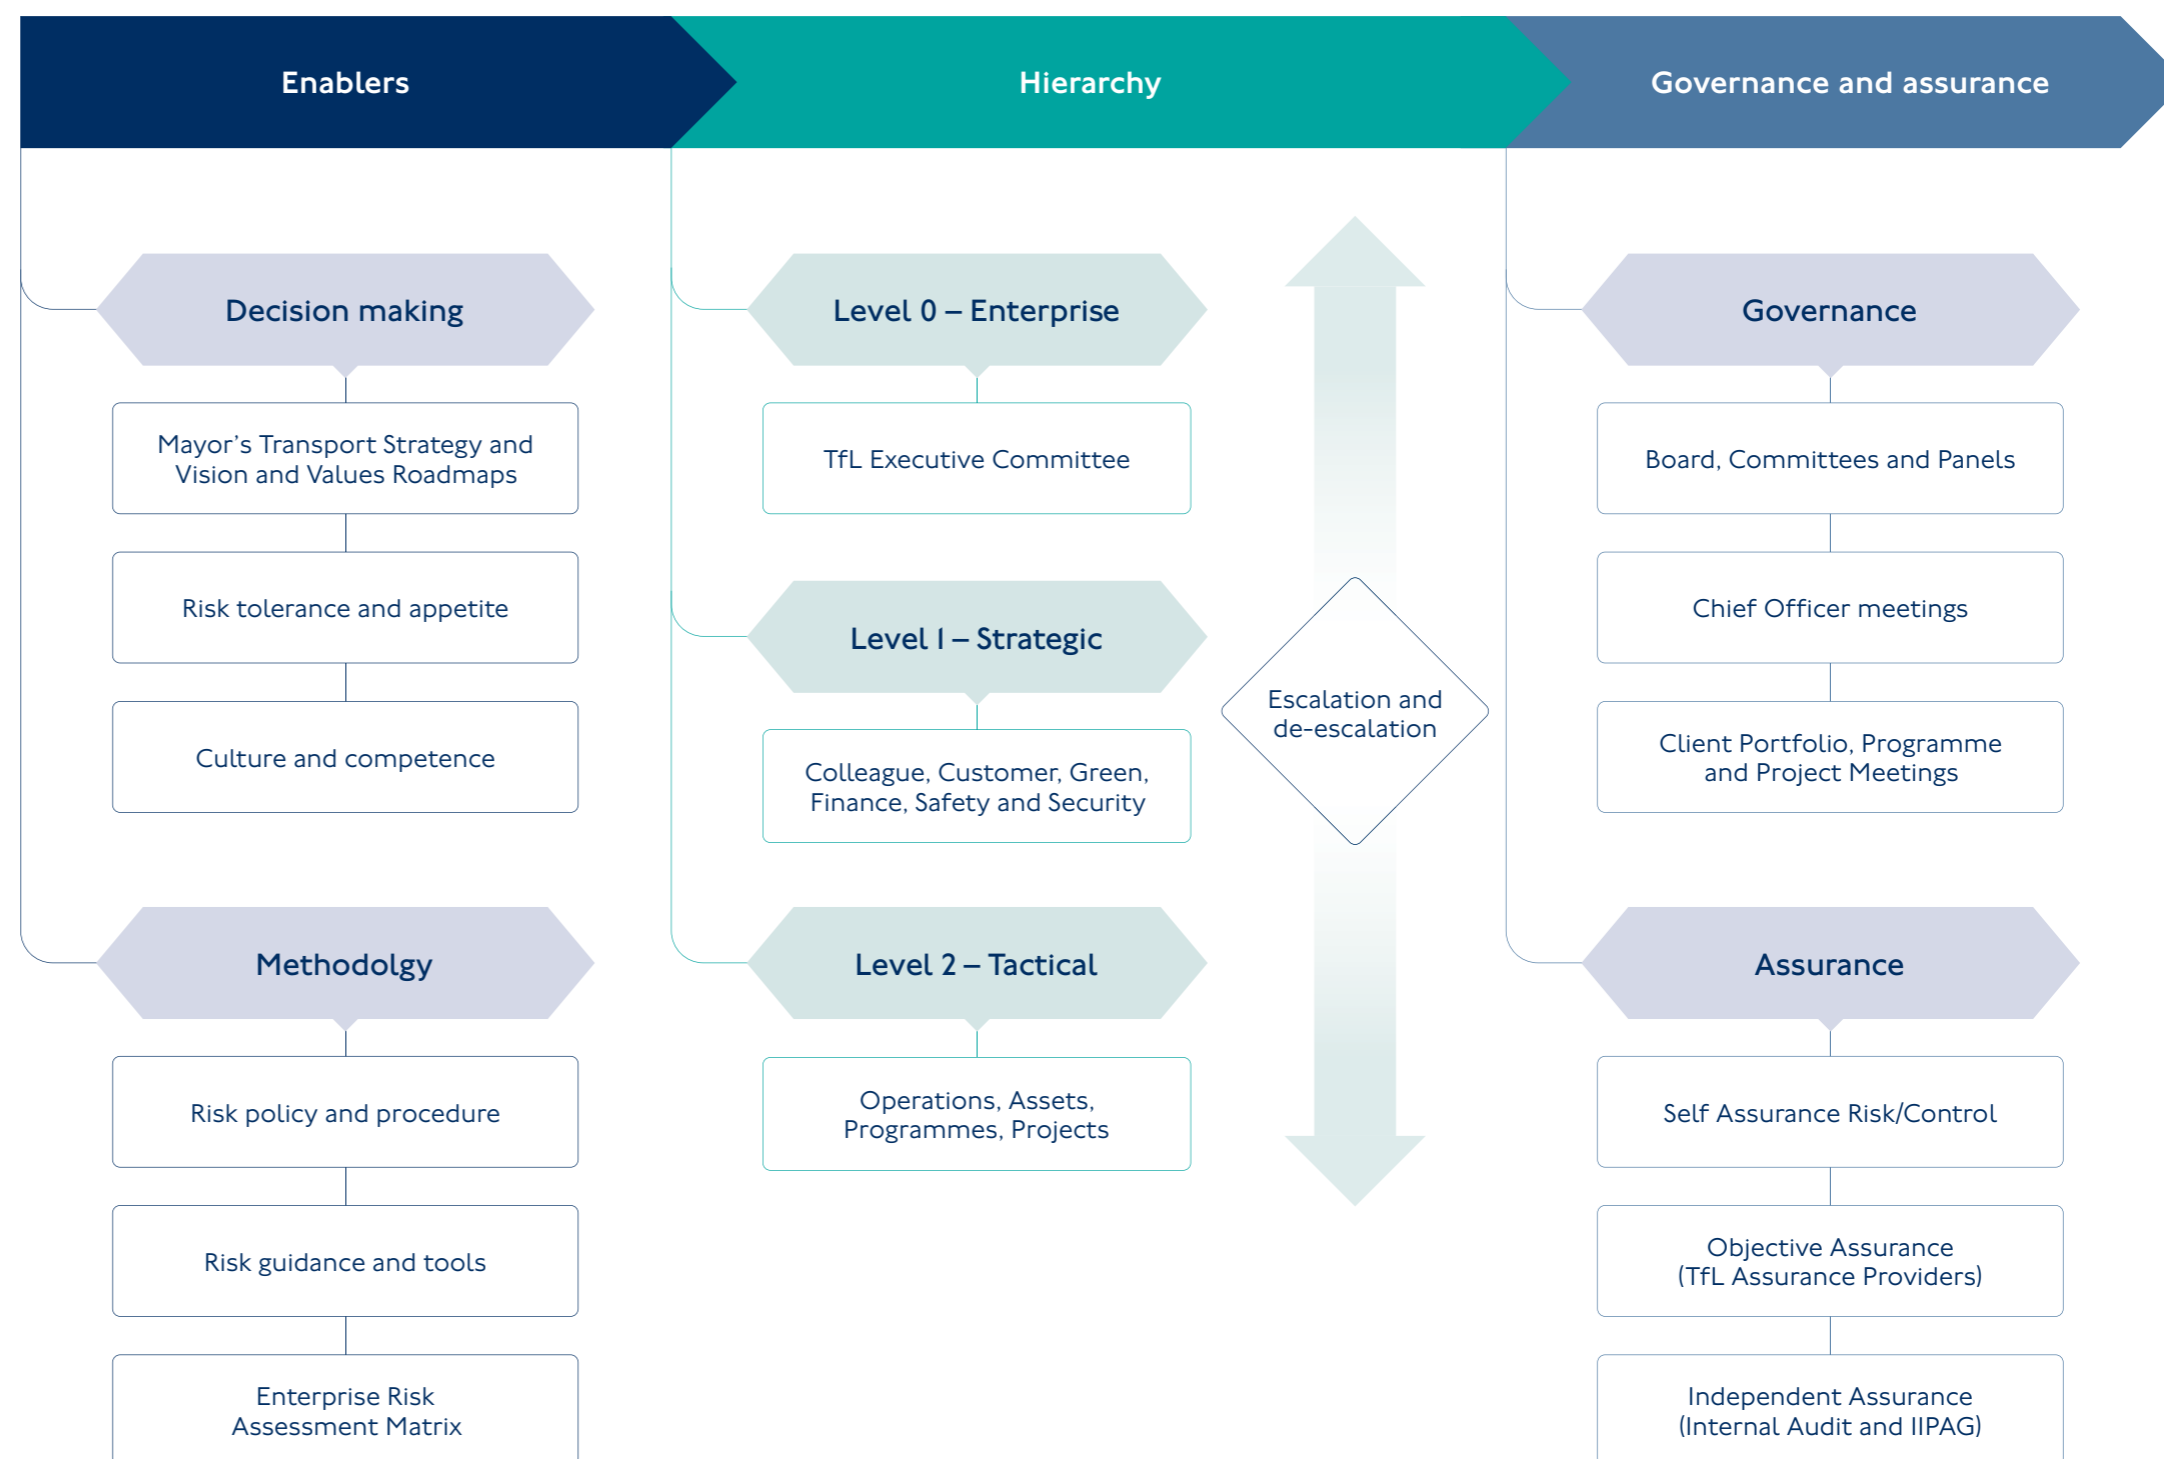 Enablers
Hierarchy
Governance and assurance
Decision making
Mayor’s Transport Strategy and
Vision and Values Roadmaps
Risk tolerance and appetite
Culture and competence
Methodolgy
Risk policy and procedure
Risk guidance and tools
Enterprise Risk
Assessment Matrix
Level 0 – Enterprise
TfL Executive Committee
Level 1 – Strategic
Colleague, Customer, Green,
Finance, Safety and Security
Level 2 – Tactical
Operations, Assets,
Programmes, Projects
Escalation and
de-escalation
Governance
Board, Committees and Panels
Chief Officer meetings
Client Portfolio, Programme
and Project Meetings
Assurance
Self Assurance Risk/Control
Objective Assurance
(TfL Assurance Providers)
Independent Assurance
(Internal Audit and IIPAG)